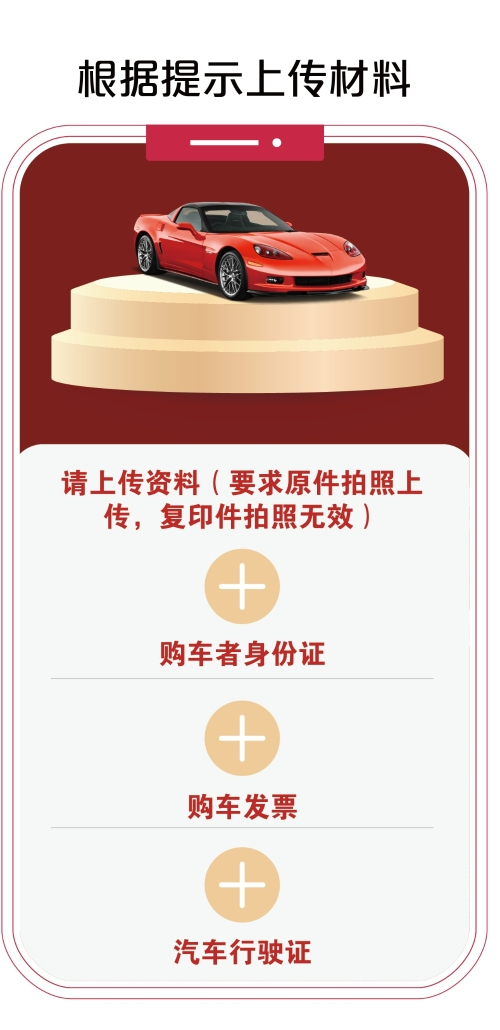 根据提示上传材料
请上传资料（要求原件拍照上
传，复印件拍照无效）
购车者身份证
购车发票
汽车行驶证